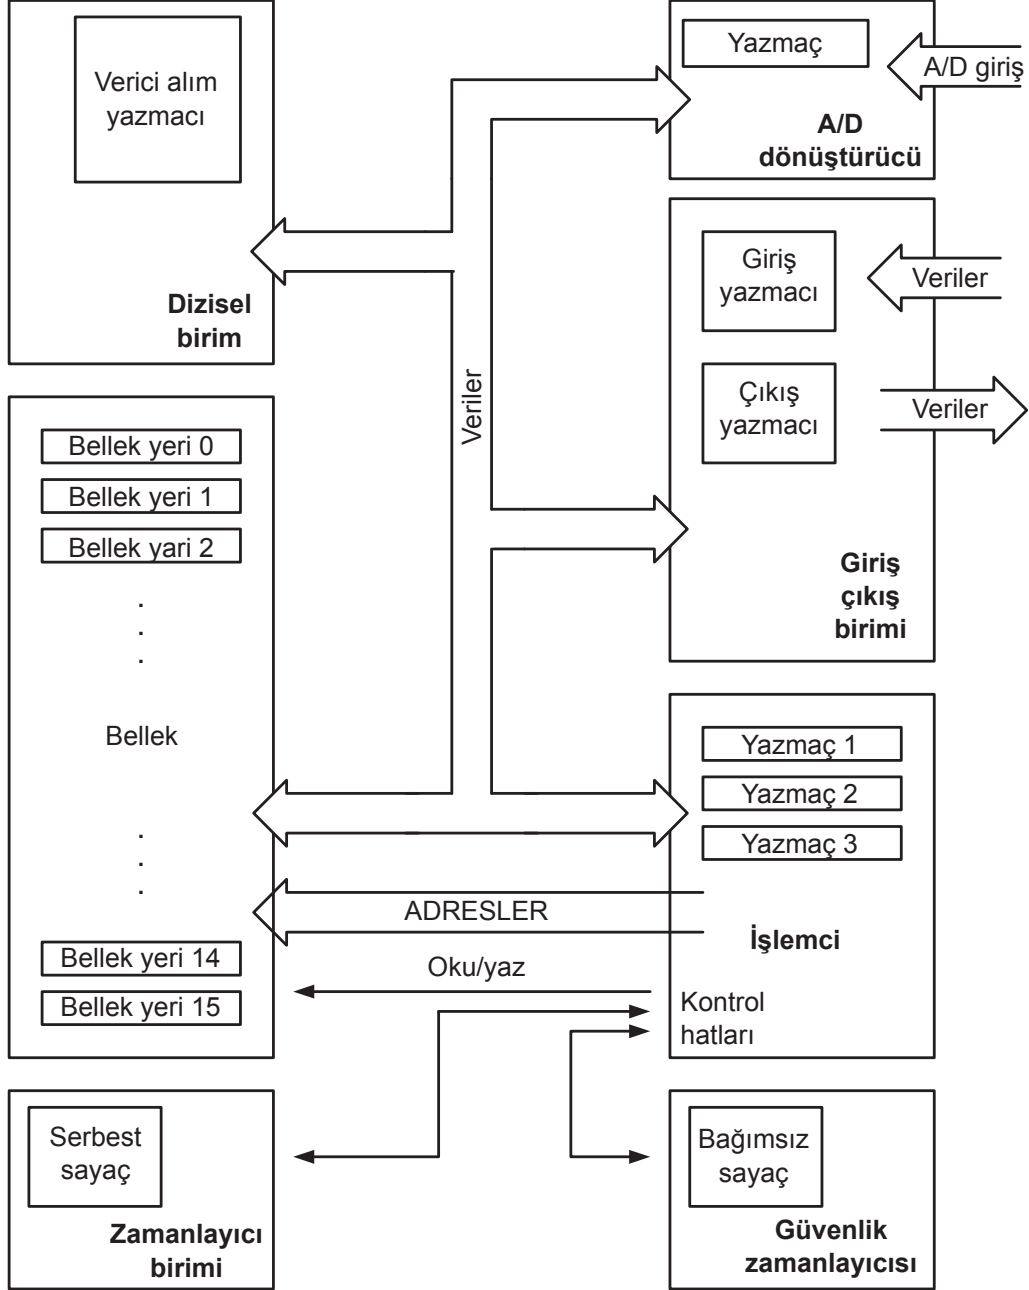 Verici alım
yazmacı
Dizisel
birim
Yazmaç
A/D giriş
A/D
dönüştürücü
Giriş
yazmacı
Veriler
Çıkış
yazmacı
Veriler
Giriş
çıkış
birimi
Veriler
Bellek yeri 0
Bellek yeri 1
Bellek yari 2
.
.
.
Bellek
.
.
.
Bellek yeri 14
Bellek yeri 15
Yazmaç 1
Yazmaç 2
Yazmaç 3
İşlemci
ADRESLER
Oku/yaz
Kontrol
hatları
Serbest
sayaç
Zamanlayıcı
birimi
Bağımsız
sayaç
Güvenlik
zamanlayıcısı